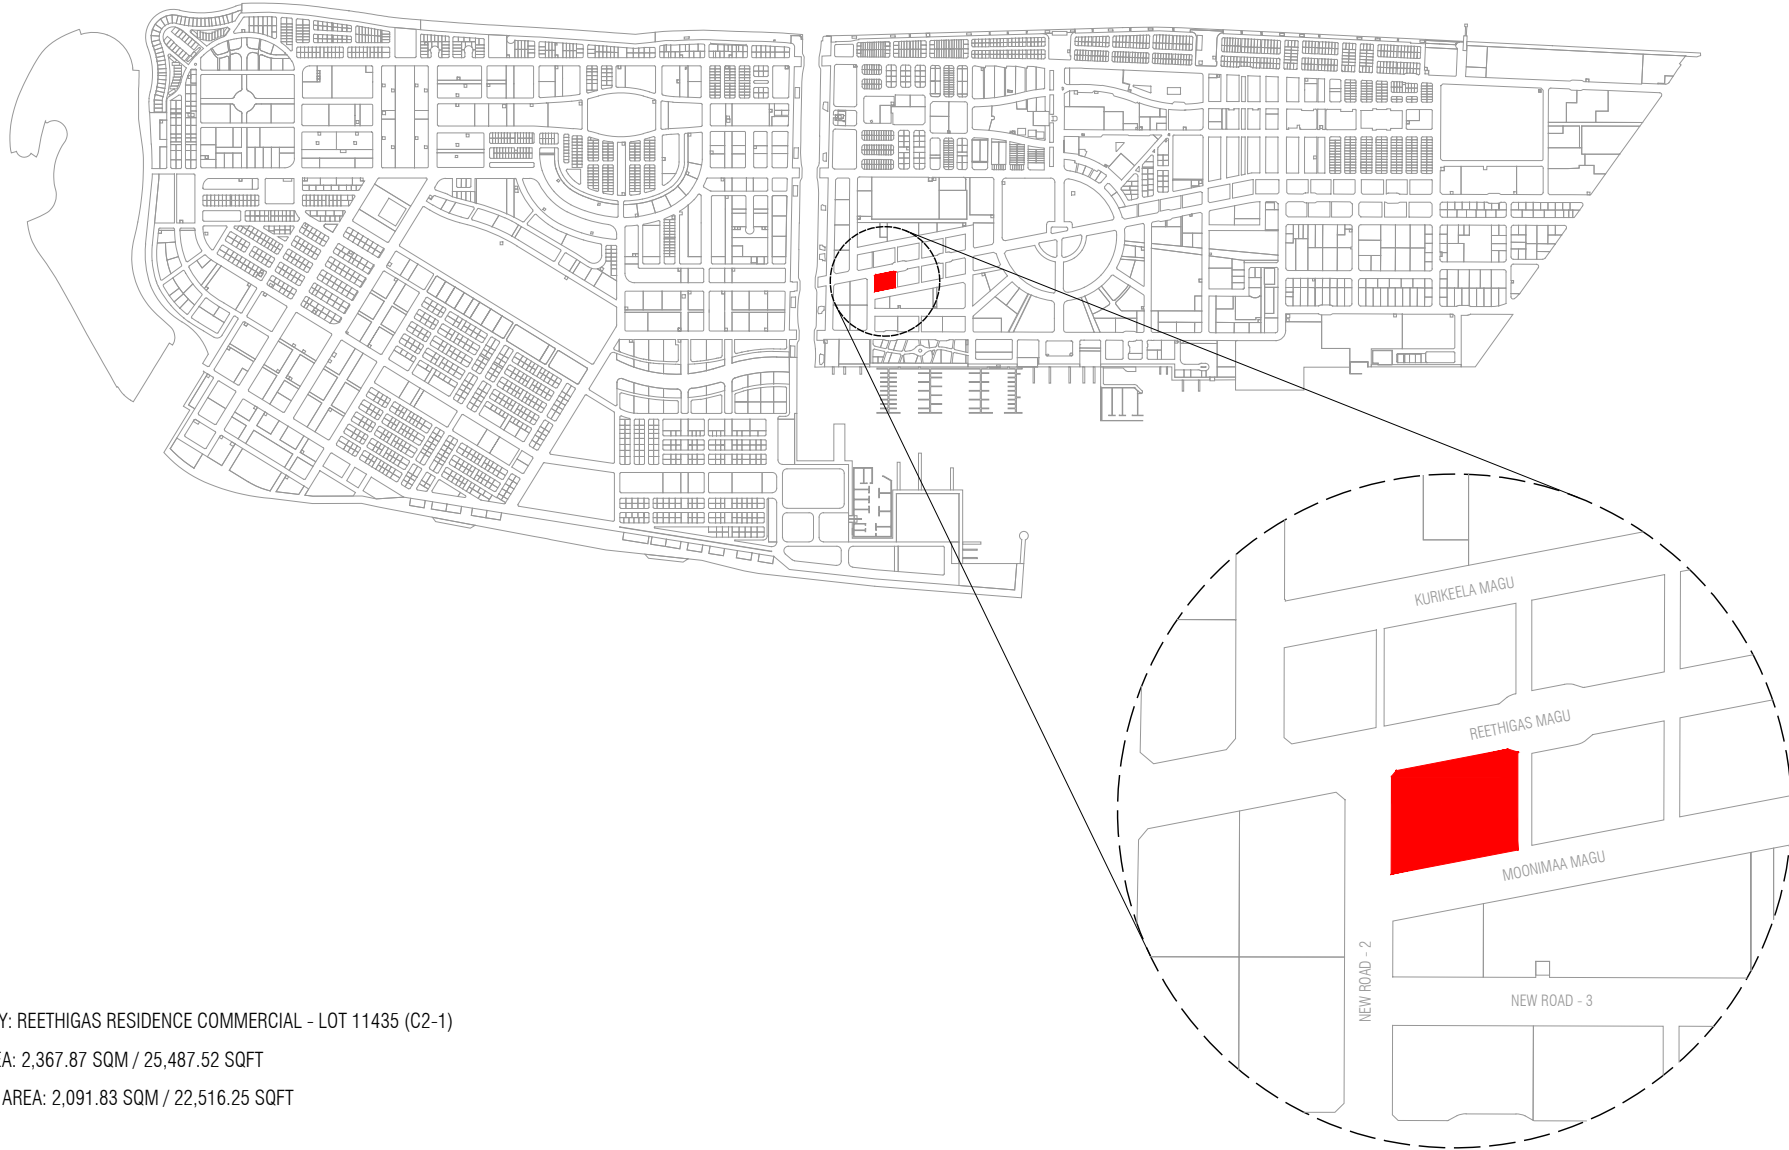 KURIKEELA MAGU
REETHIGAS MAGU
MOONIMAA MAGU
NEW ROAD - 2
NEW ROAD - 3
Y: REETHIGAS RESIDENCE COMMERCIAL - LOT 11435 (C2-1)
EA: 2,367.87 SQM / 25,487.52 SQFT
AREA: 2,091.83 SQM / 22,516.25 SQFT